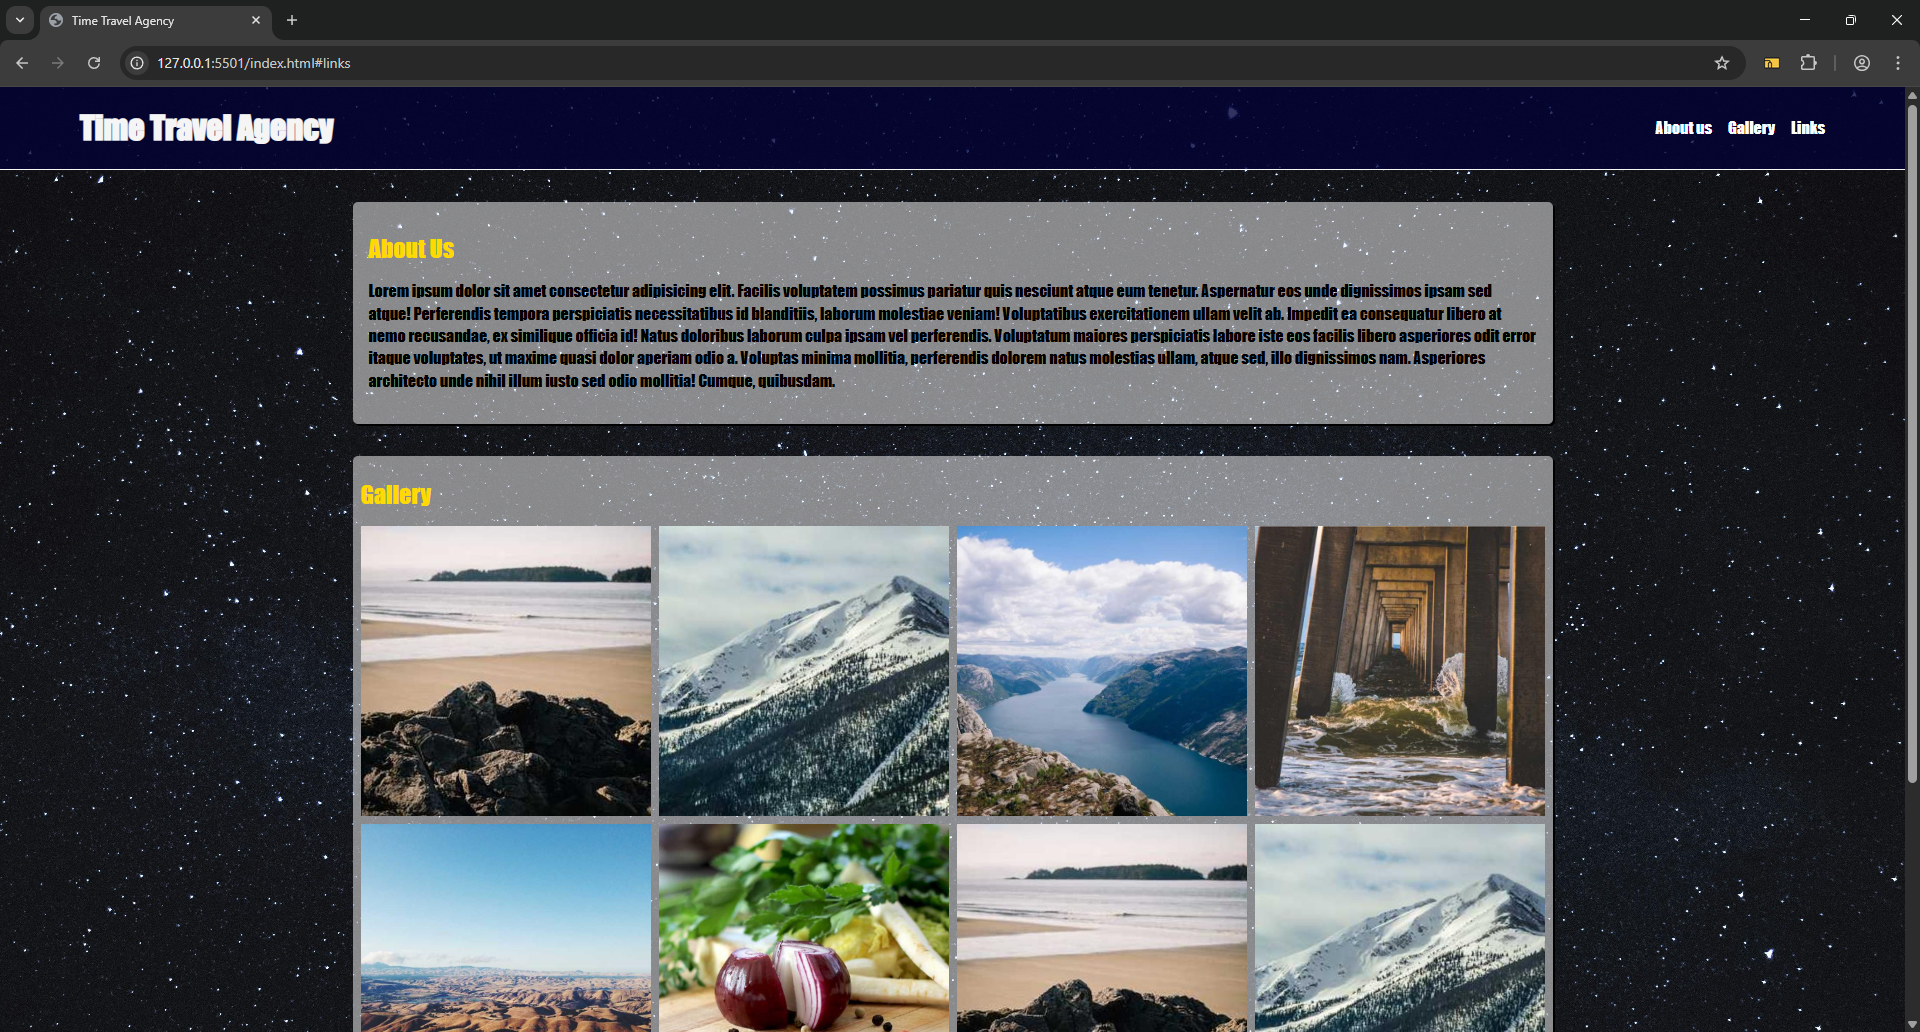 Time Travel Agency
127.0.0.1:5501/index.html#links
Time Travel Agency
About us Gallery Links
About Us
Lorem ipsum dolor sit amet consectetur adipisicing elit. Facilis voluptatem possimus pariatur quis nesciunt atque eum tenetur. Aspernatur eos unde dignissimos ipsam sed
atque! Perferendis tempora perspiciatis necessitatibus id blanditiis, laborum molestiae veniam! Voluptatibus exercitationem ullam velit ab. Impedit ea consequatur libero at
nemo recusandae, ex similique officia id! Natus doloribus laborum culpa ipsam vel perferendis. Voluptatum maiores perspiciatis labore iste eos facilis libero asperiores odit error
itaque voluptates, ut maxime quasi dolor aperiam odio a. Voluptas minima mollitia, perferendis dolorem natus molestias ullam, atque sed, illo dignissimos nam. Asperiores
architecto unde nihil illum iusto sed odio mollitia! Cumque, quibusdam.
Gallery